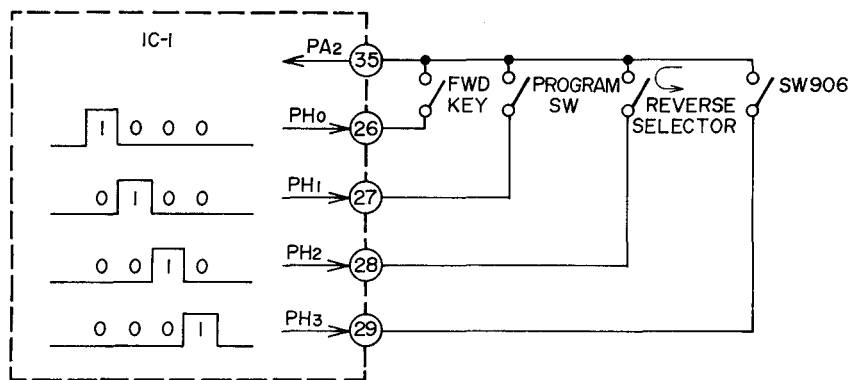 IC-1
PA2
35
FWD
KEY
PROGRAM
SW
REVERSE
SELECTOR
SW906
PH0
26
1 0 0 0
PH1
27
0 1 0 0
PH2
28
0 0 1 0
PH3
29
0 0 0 1